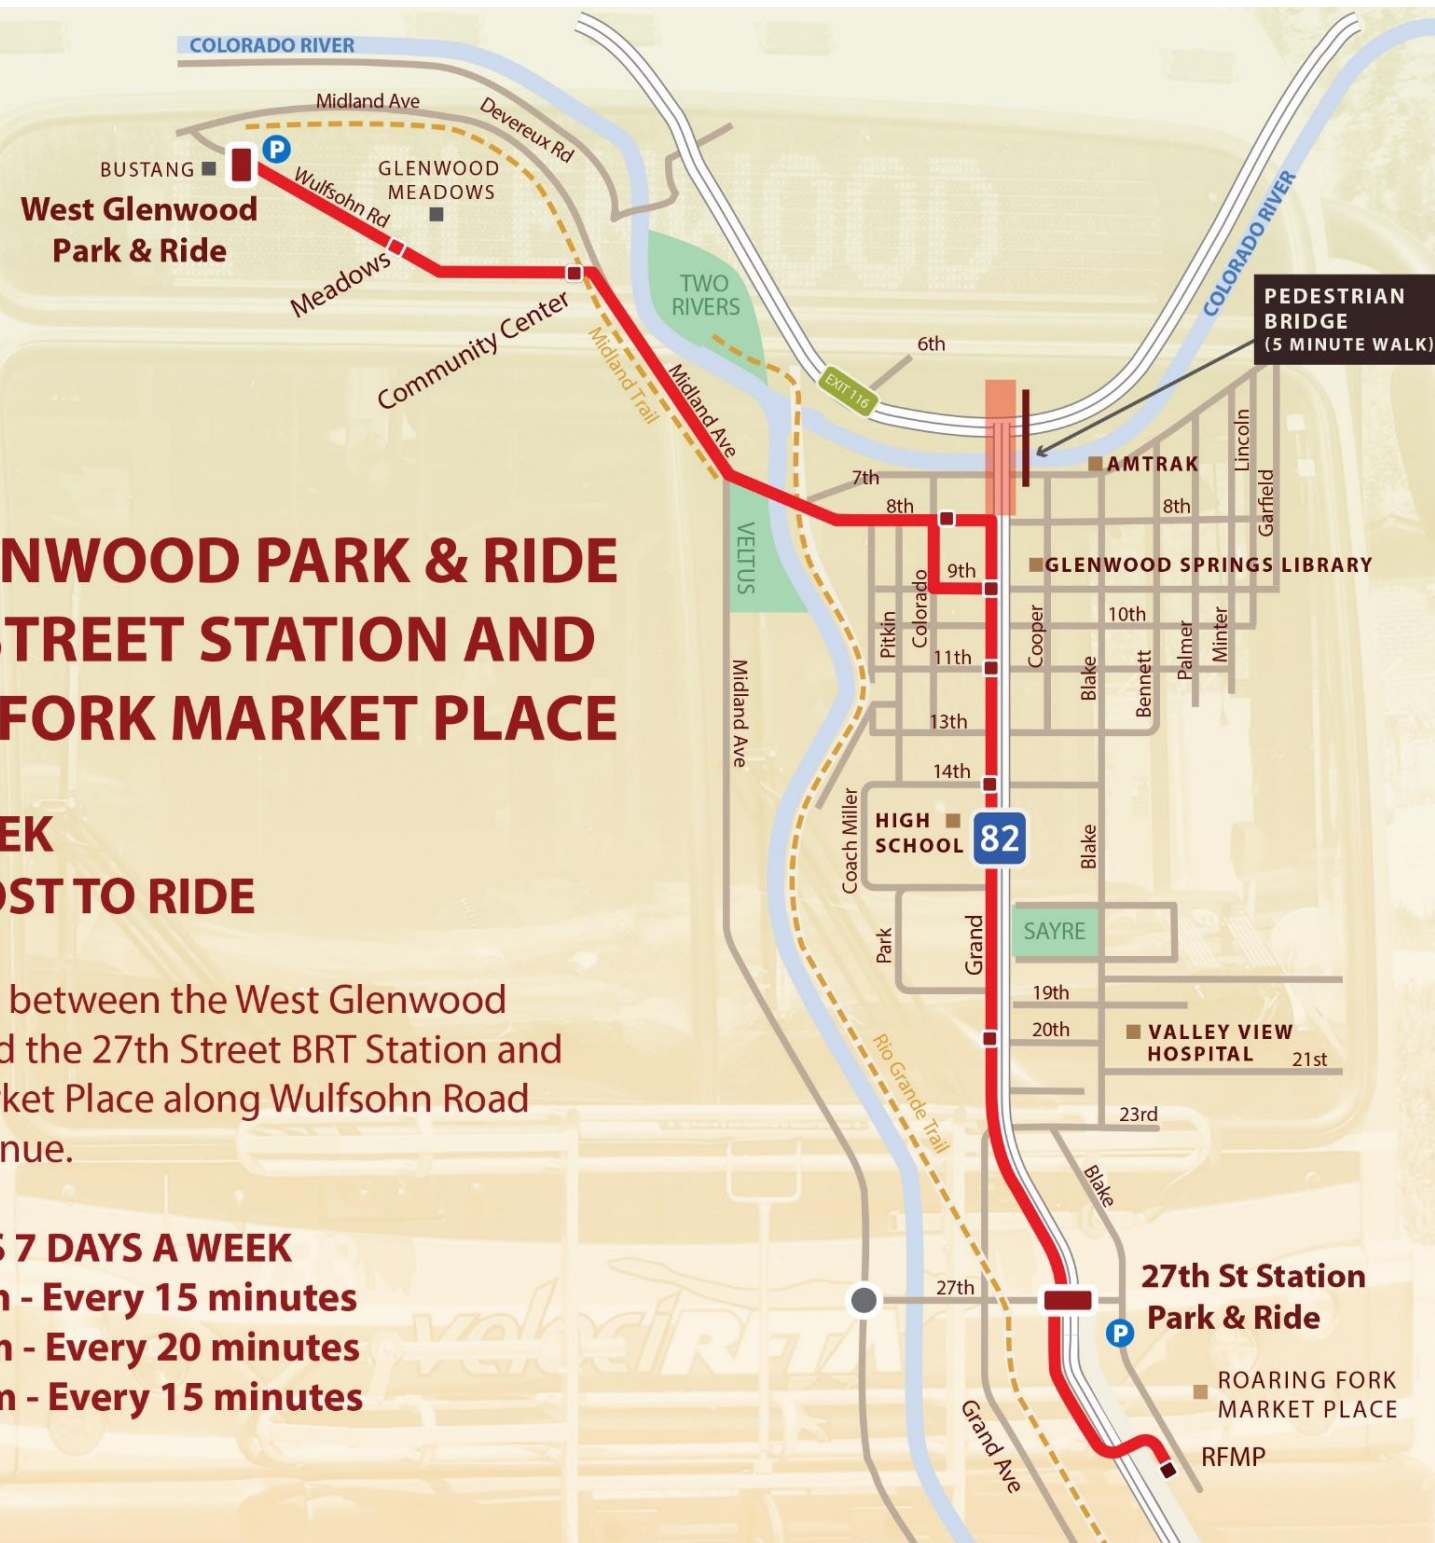 COLORADO RIVER
Midland Ave
Devereux Rd
P
BUSTANG
Wulfsohn Rd
GLENWOOD
MEADOWS
West Glenwood
Park & Ride
Meadows
Community Center
TWO
RIVERS
COLORADO RIVER
PEDESTRIAN
BRIDGE
(5 MINUTE WALK)
6th
EXIT 116
Midland Trail
Midland Ave
7th
AMTRAK
Lincoln
Garfield
8th
8th
VELTUS
9th
GLENWOOD SPRINGS LIBRARY
NWOOD PARK & RIDE
STREET STATION AND
FORK MARKET PLACE
Pitkin
Colorado
Cooper
10th
Palmer
Minter
11th
Blake
Bennett
Midland Ave
13th
14th
Coach Miller
HIGH
SCHOOL
82
Blake
EEK
OST TO RIDE
Park
Grand
SAYRE
between the West Glenwood
d the 27th Street BRT Station and
rket Place along Wulfsohn Road
nue.
19th
20th
VALLEY VIEW
HOSPITAL
21st
Rio Grande Trail
23rd
Blake
S 7 DAYS A WEEK
m - Every 15 minutes
m - Every 20 minutes
m - Every 15 minutes
27th
27th St Station
Park & Ride
P
velociRFTA
ROARING FORK
MARKET PLACE
Grand Ave
RFMP